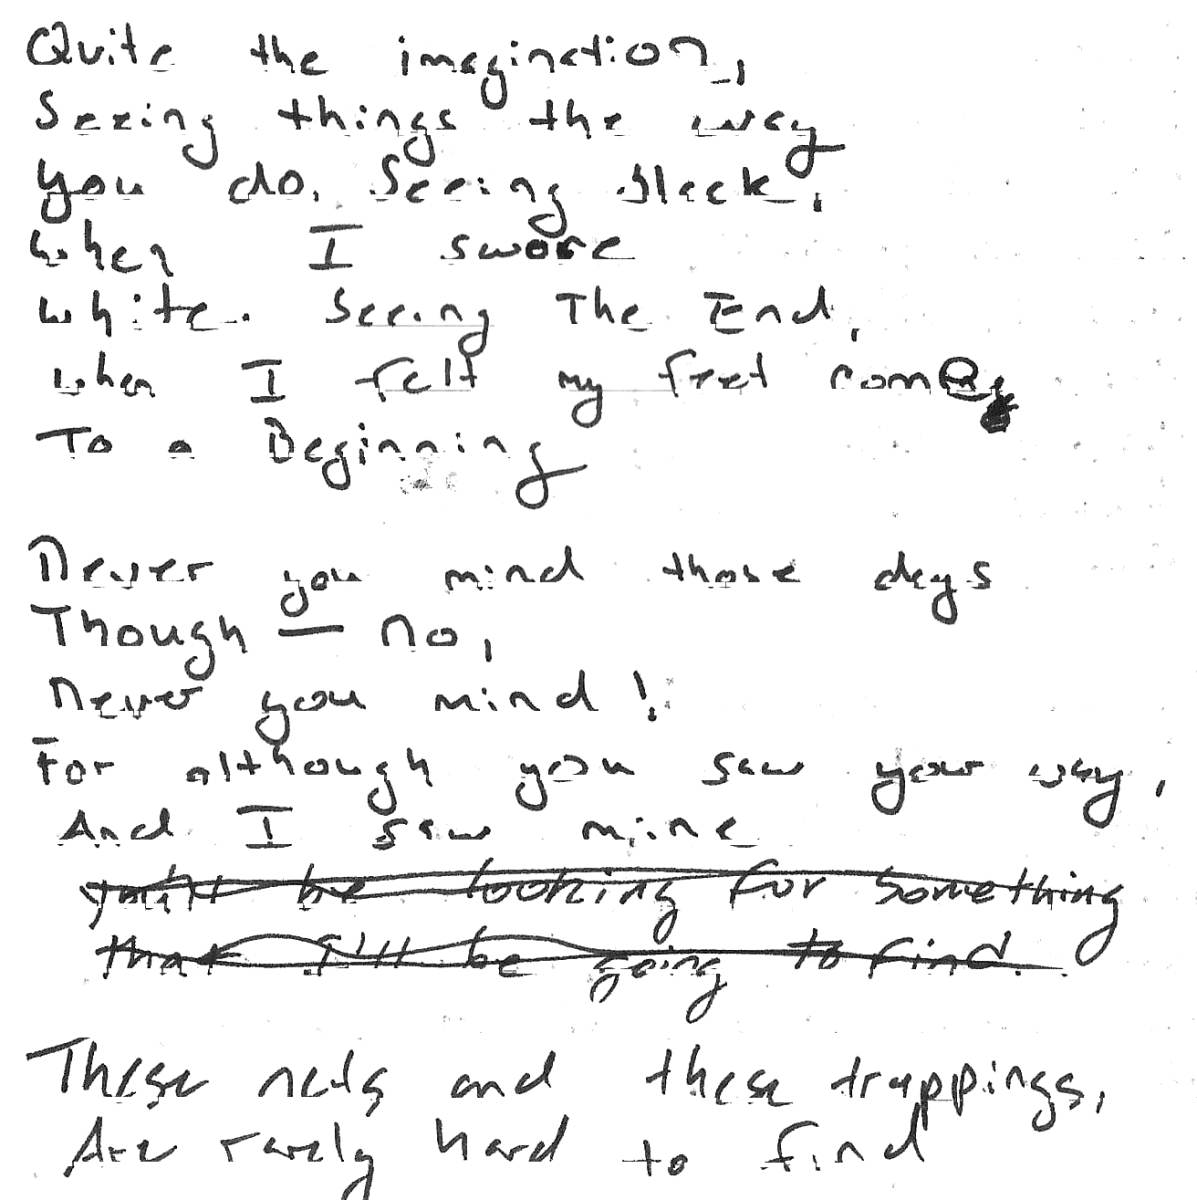 Quite the imagination,
Seeing things the way
you do, Seeing black,
when I swore
white. Seeing The End,
when I felt my feet come
To a Beginning
Never you mind those days
Though — no,
never you mind!
For although you saw your way,
And I saw mine
you'll be looking for something
that I'll be going to find.
These nets and these trappings,
Are rarely hard to find